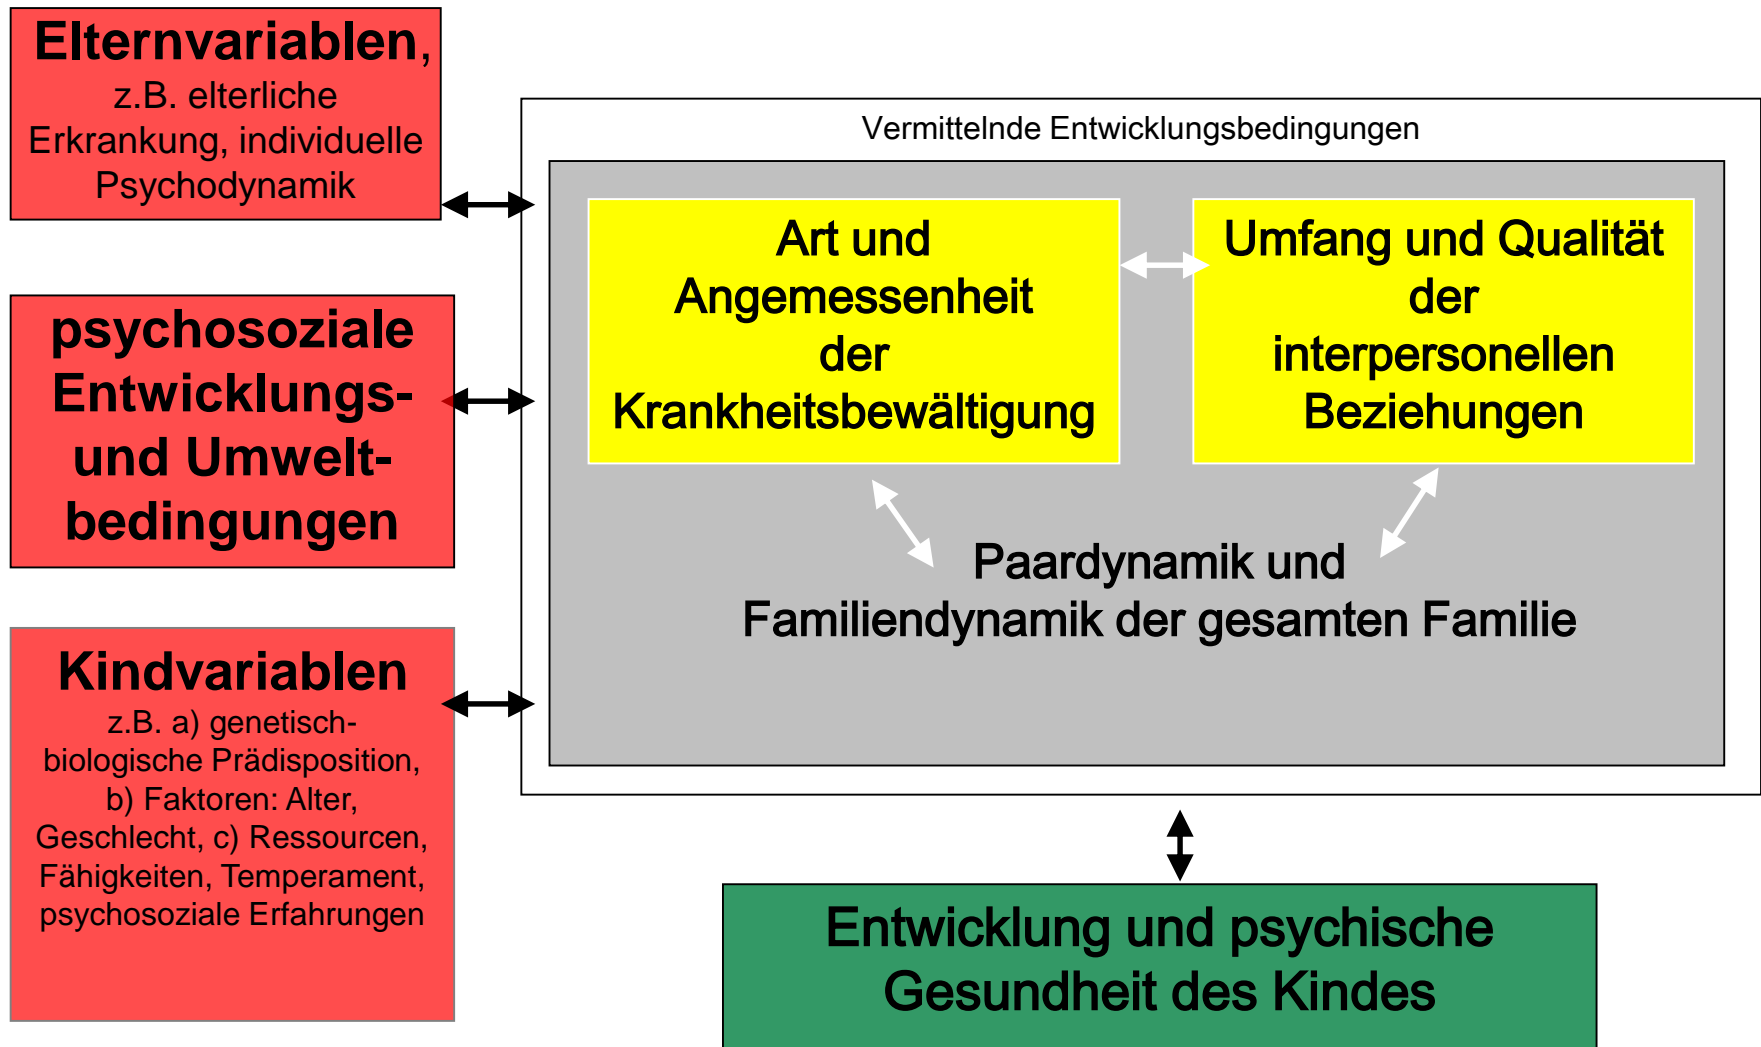 Elternvariablen,
z.B. elterliche
Erkrankung, individuelle
Psychodynamik
psychosoziale
Entwicklungs-
und Umwelt-
bedingungen
Kindvariablen
z.B. a) genetisch-
biologische Prädisposition,
b) Faktoren: Alter,
Geschlecht, c) Ressourcen,
Fähigkeiten, Temperament,
psychosoziale Erfahrungen
Vermittelnde Entwicklungsbedingungen
Art und
Angemessenheit
der
Krankheitsbewältigung
Umfang und Qualität
der
interpersonellen
Beziehungen
Paardynamik und
Familiendynamik der gesamten Familie
Entwicklung und psychische
Gesundheit des Kindes